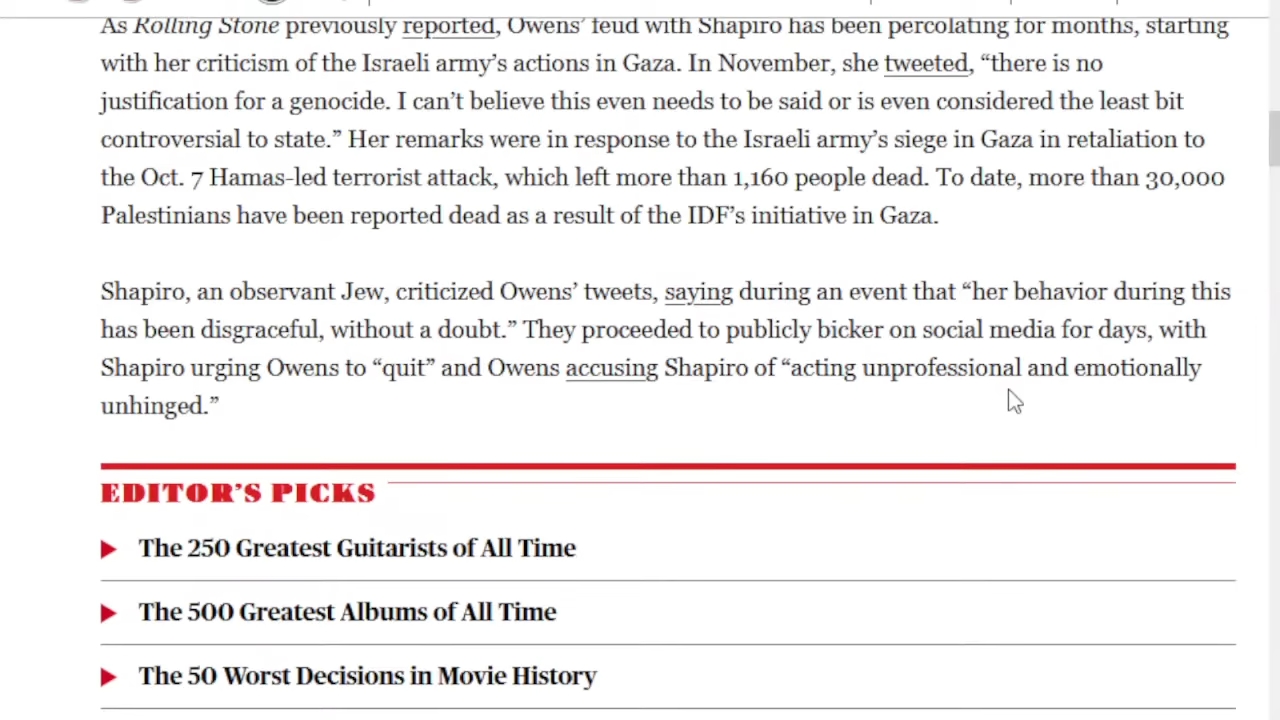 As Rolling Stone previously reported, Owens’ feud with Shapiro has been percolating for months, starting
with her criticism of the Israeli army’s actions in Gaza. In November, she tweeted, “there is no
justification for a genocide. I can’t believe this even needs to be said or is even considered the least bit
controversial to state.” Her remarks were in response to the Israeli army’s siege in Gaza in retaliation to
the Oct. 7 Hamas-led terrorist attack, which left more than 1,160 people dead. To date, more than 30,000
Palestinians have been reported dead as a result of the IDF’s initiative in Gaza.
Shapiro, an observant Jew, criticized Owens’ tweets, saying during an event that “her behavior during this
has been disgraceful, without a doubt.” They proceeded to publicly bicker on social media for days, with
Shapiro urging Owens to “quit” and Owens accusing Shapiro of “acting unprofessional and emotionally
unhinged.”
EDITOR’S PICKS
The 250 Greatest Guitarists of All Time
The 500 Greatest Albums of All Time
The 50 Worst Decisions in Movie History